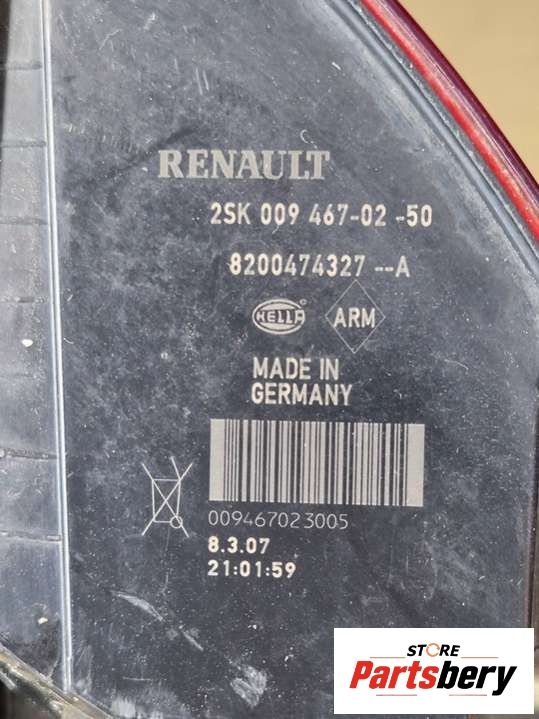 RENAULT
2SK 009 467-02 -50
8200474327 --A
HELLA
ARM
MADE IN
GERMANY
009467023005
8.3.07
21:01:59
STORE
Partsbery